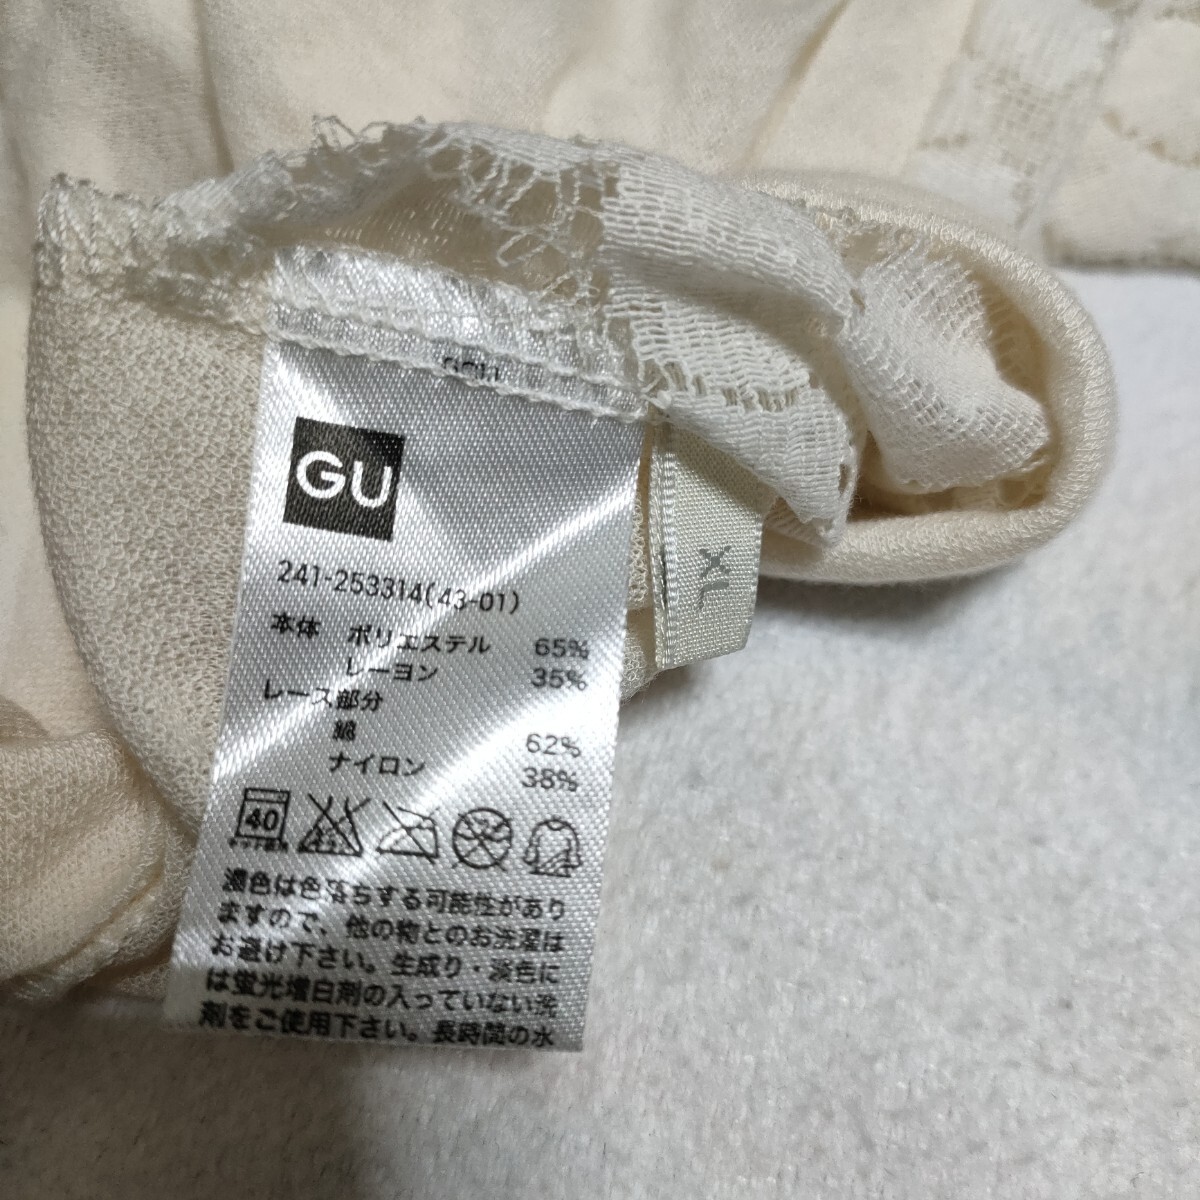 GU
XL
241-253314(43-01)
本体 ポリエステル 65%
レーヨン 35%
レース部分
綿 62%
ナイロン 38%
40
濃色は色落ちする可能性があり
ますので、他の物とのお洗濯は
お避け下さい。生成り・淡色に
は蛍光増白剤の入っていない洗
剤をご使用下さい。長時間の水